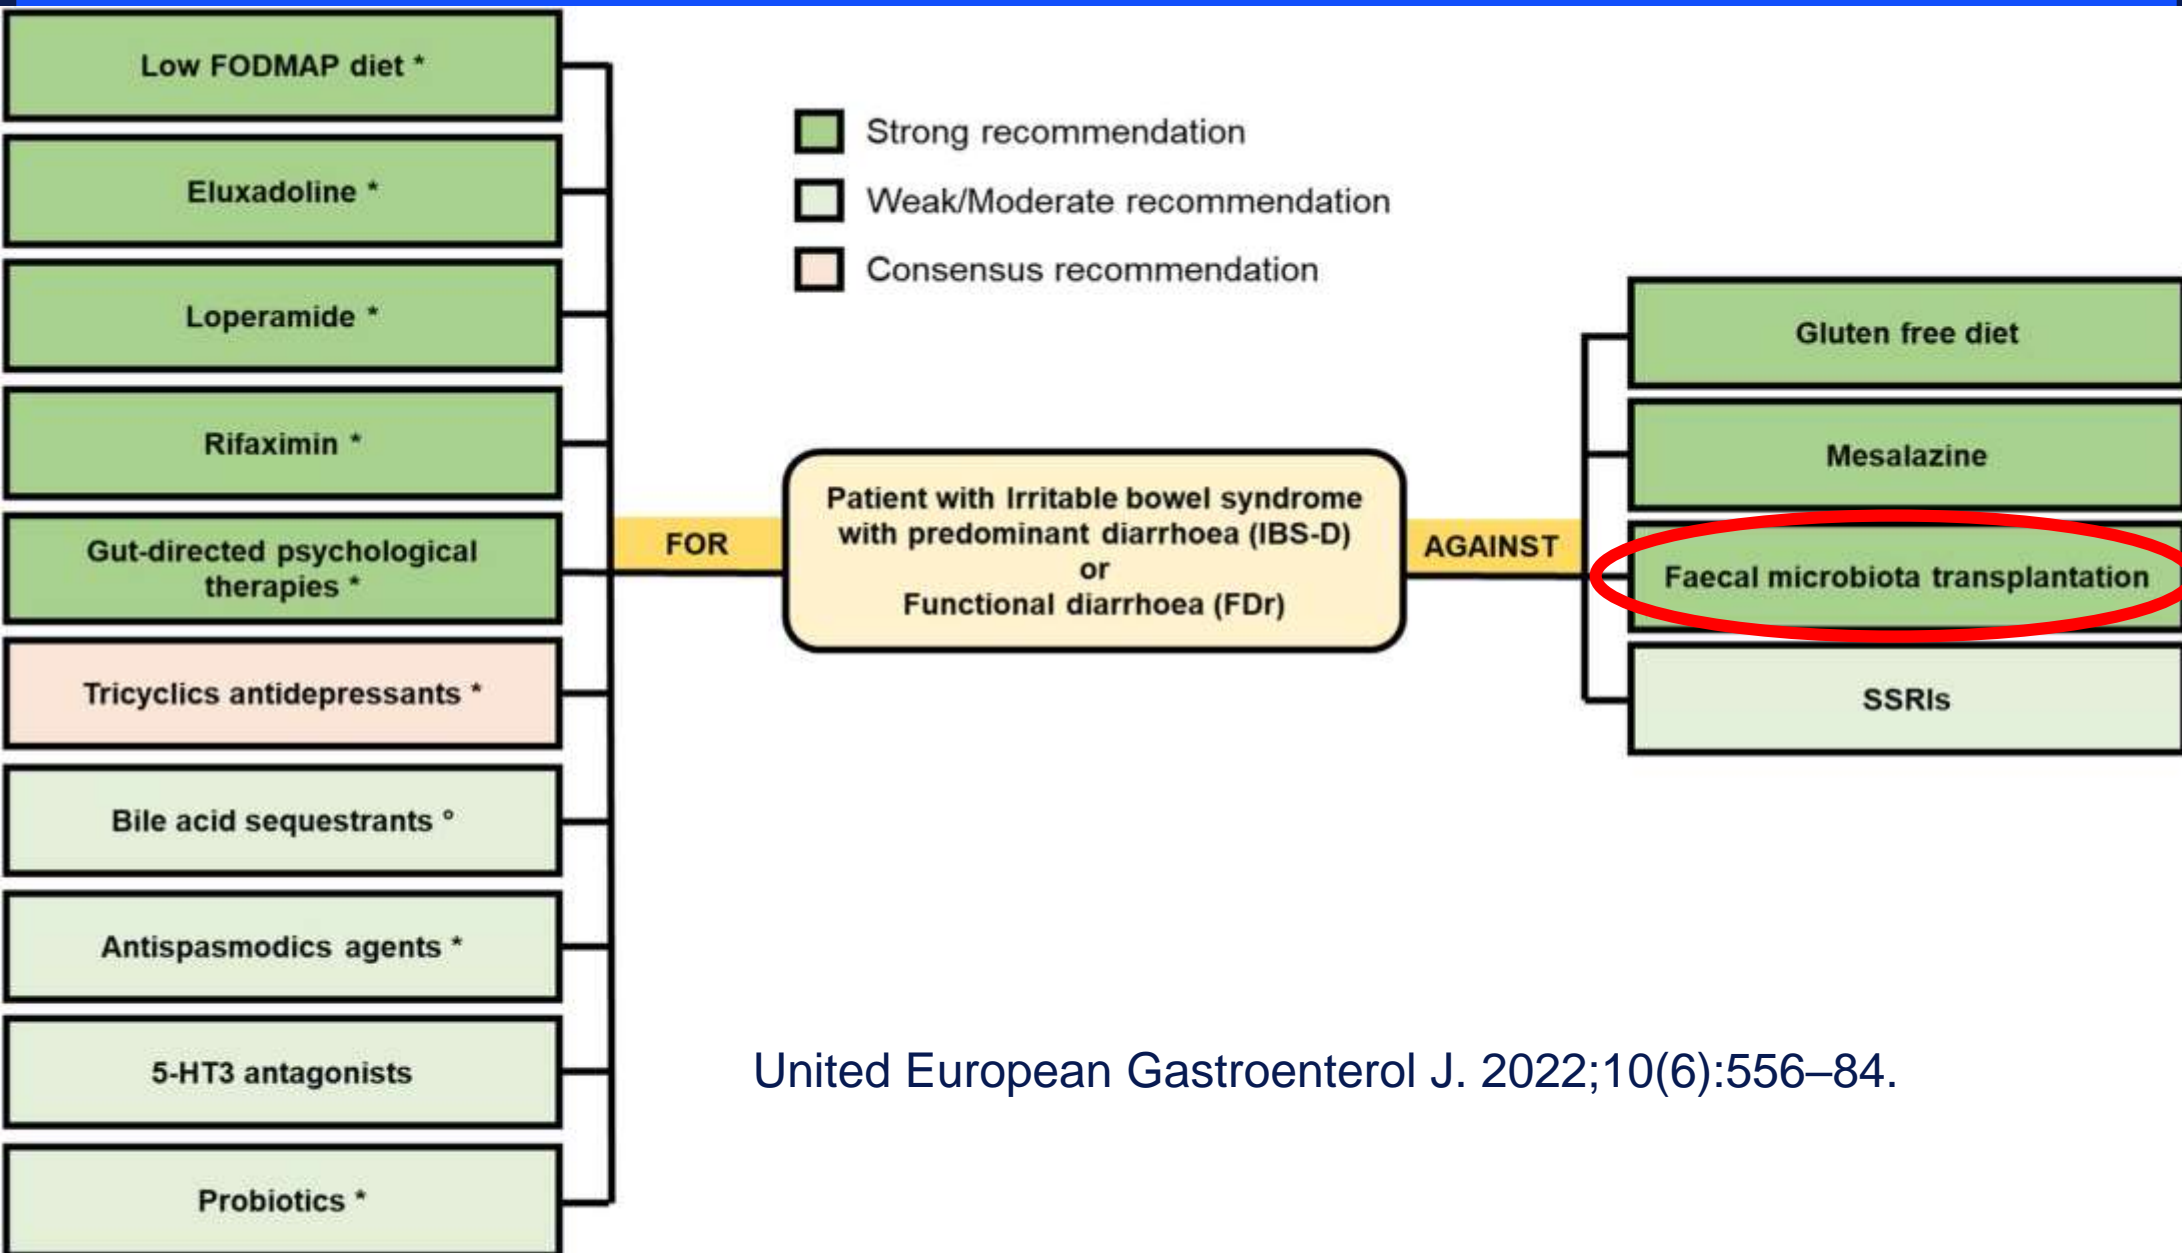 Low FODMAP diet *
Eluxadoline *
Loperamide *
Rifaximin *
Gut-directed psychological
therapies *
Tricyclics antidepressants *
Bile acid sequestrants °
Antispasmodics agents *
5-HT3 antagonists
Probiotics *
Strong recommendation
Weak/Moderate recommendation
Consensus recommendation
FOR
Patient with Irritable bowel syndrome
with predominant diarrhoea (IBS-D)
or
Functional diarrhoea (FDr)
AGAINST
Gluten free diet
Mesalazine
Faecal microbiota transplantation
SSRIs
United European Gastroenterol J. 2022;10(6):556–84.